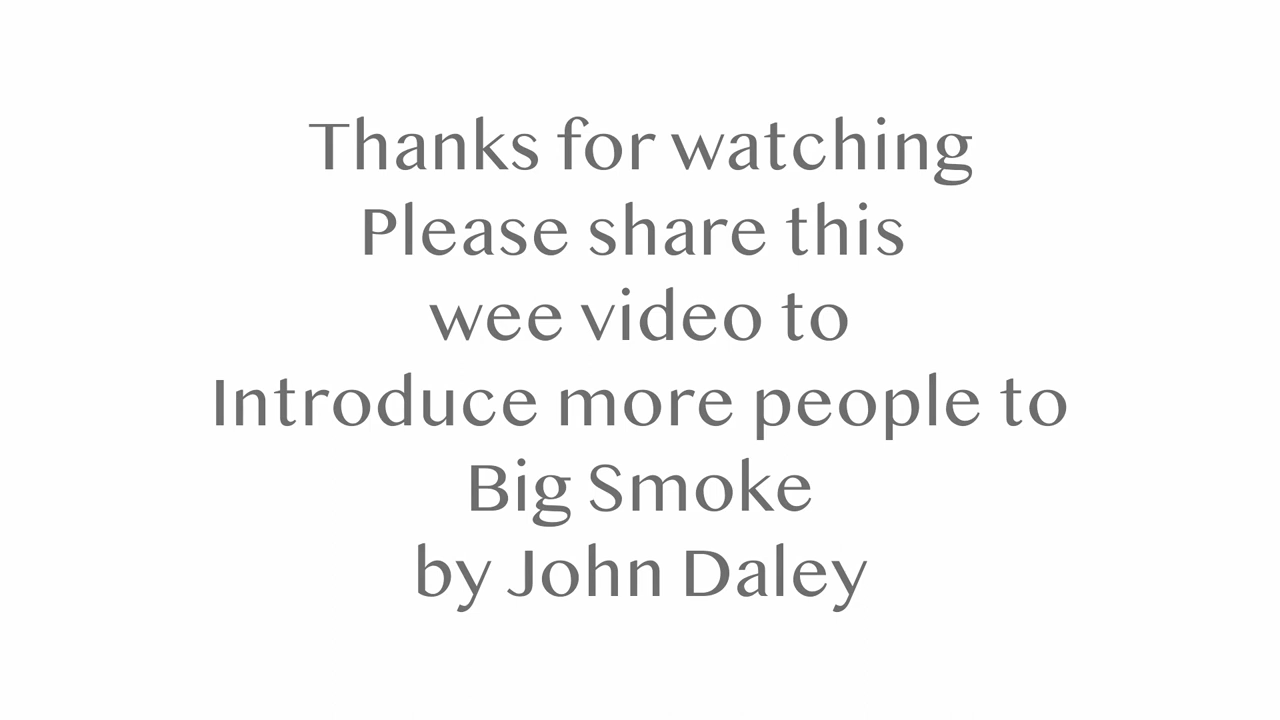 Thanks for watching
Please share this
wee video to
Introduce more people to
Big Smoke
by John Daley